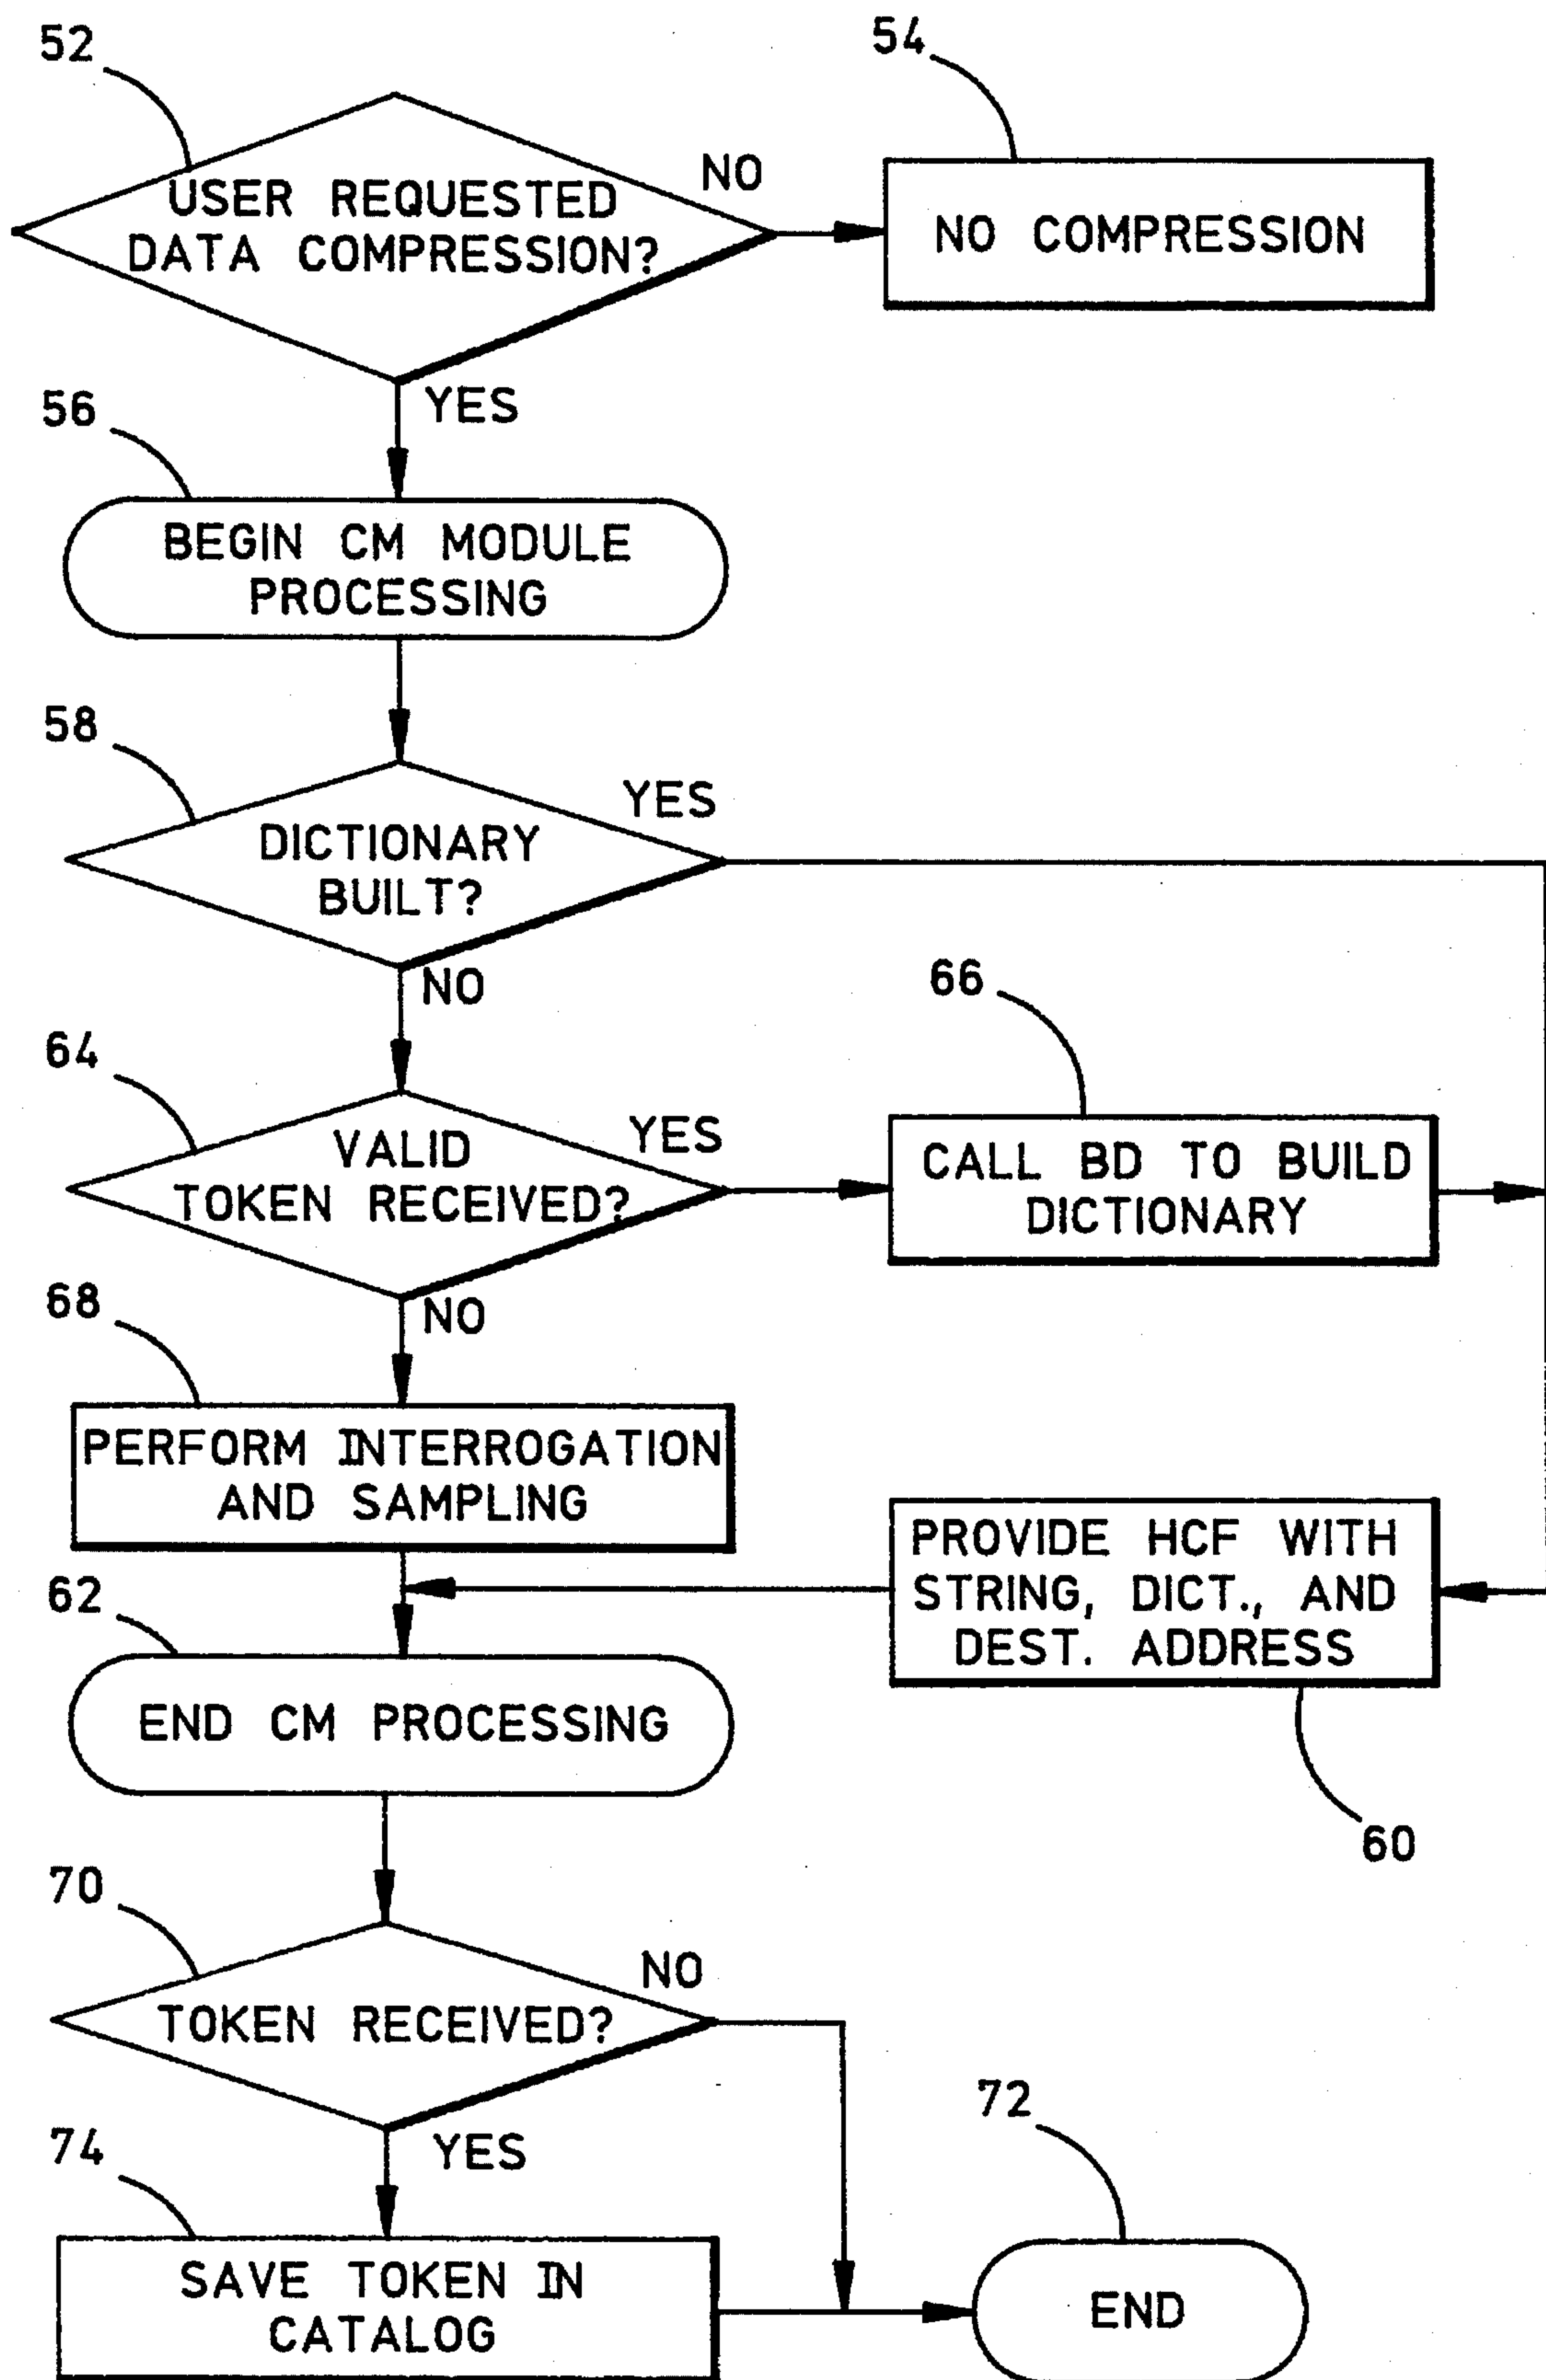 52
54
USER REQUESTED
DATA COMPRESSION?
NO
NO COMPRESSION
YES
56
BEGIN CM MODULE
PROCESSING
58
DICTIONARY
BUILT?
YES
NO
64
66
VALID
TOKEN RECEIVED?
YES
CALL BD TO BUILD
DICTIONARY
NO
68
PERFORM INTERROGATION
AND SAMPLING
PROVIDE HCF WITH
STRING, DICT., AND
DEST. ADDRESS
62
END CM PROCESSING
60
70
TOKEN RECEIVED?
NO
YES
72
74
SAVE TOKEN IN
CATALOG
END